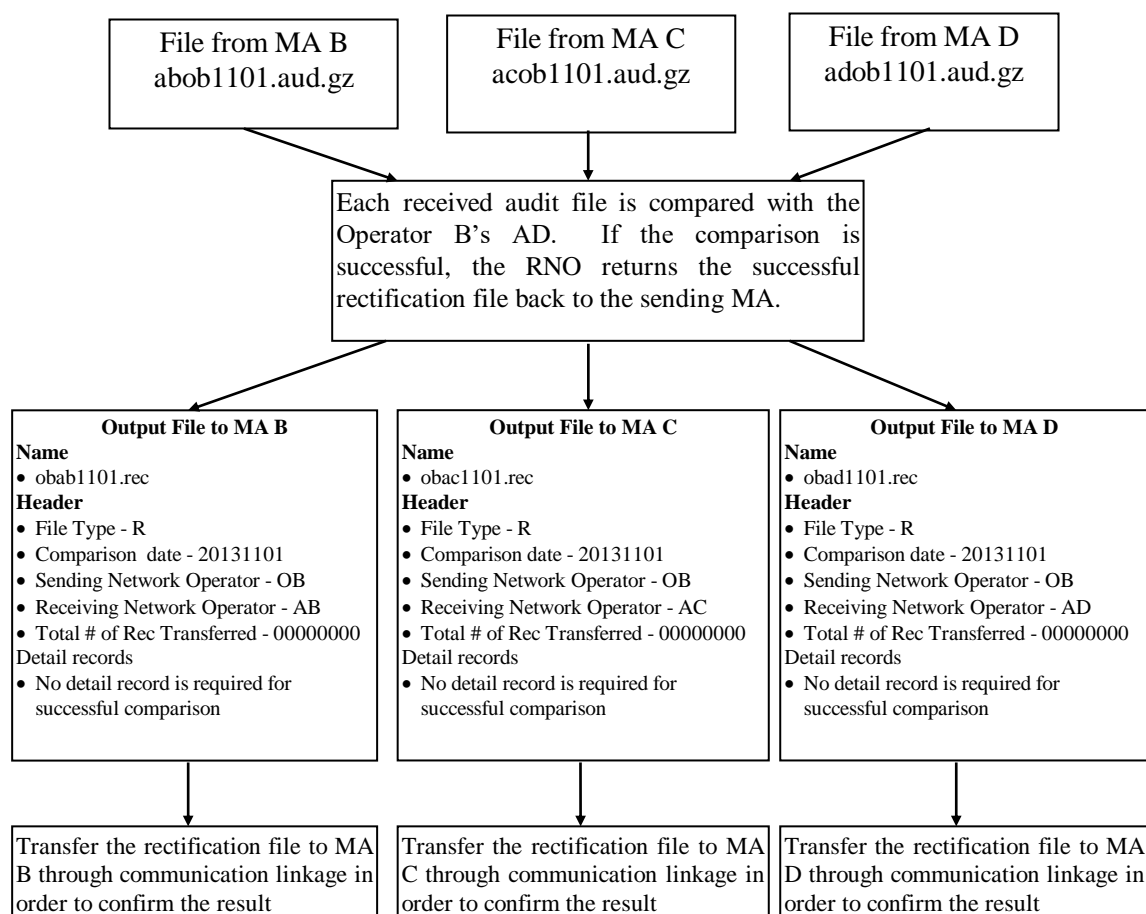 File from MA B
abob1101.aud.gz
File from MA C
acob1101.aud.gz
File from MA D
adob1101.aud.gz
Each received audit file is compared with the
Operator B’s AD. If the comparison is
successful, the RNO returns the successful
rectification file back to the sending MA.
Output File to MA B
Name
• obab1101.rec
Header
• File Type - R
• Comparison date - 20131101
• Sending Network Operator - OB
• Receiving Network Operator - AB
• Total # of Rec Transferred - 00000000
Detail records
• No detail record is required for
successful comparison
Output File to MA C
Name
• obac1101.rec
Header
• File Type - R
• Comparison date - 20131101
• Sending Network Operator - OB
• Receiving Network Operator - AC
• Total # of Rec Transferred - 00000000
Detail records
• No detail record is required for
successful comparison
Output File to MA D
Name
• obad1101.rec
Header
• File Type - R
• Comparison date - 20131101
• Sending Network Operator - OB
• Receiving Network Operator - AD
• Total # of Rec Transferred - 00000000
Detail records
• No detail record is required for
successful comparison
Transfer the rectification file to MA
B through communication linkage in
order to confirm the result
Transfer the rectification file to MA
C through communication linkage in
order to confirm the result
Transfer the rectification file to MA
D through communication linkage in
order to confirm the result